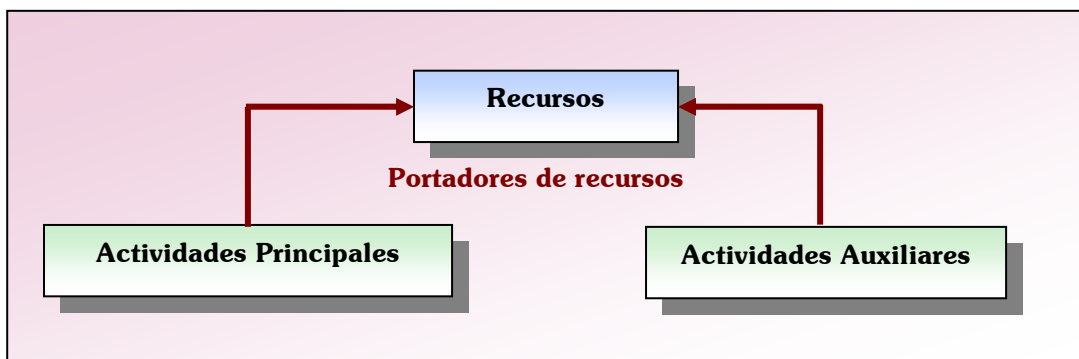 Recursos
Portadores de recursos
Actividades Principales
Actividades Auxiliares